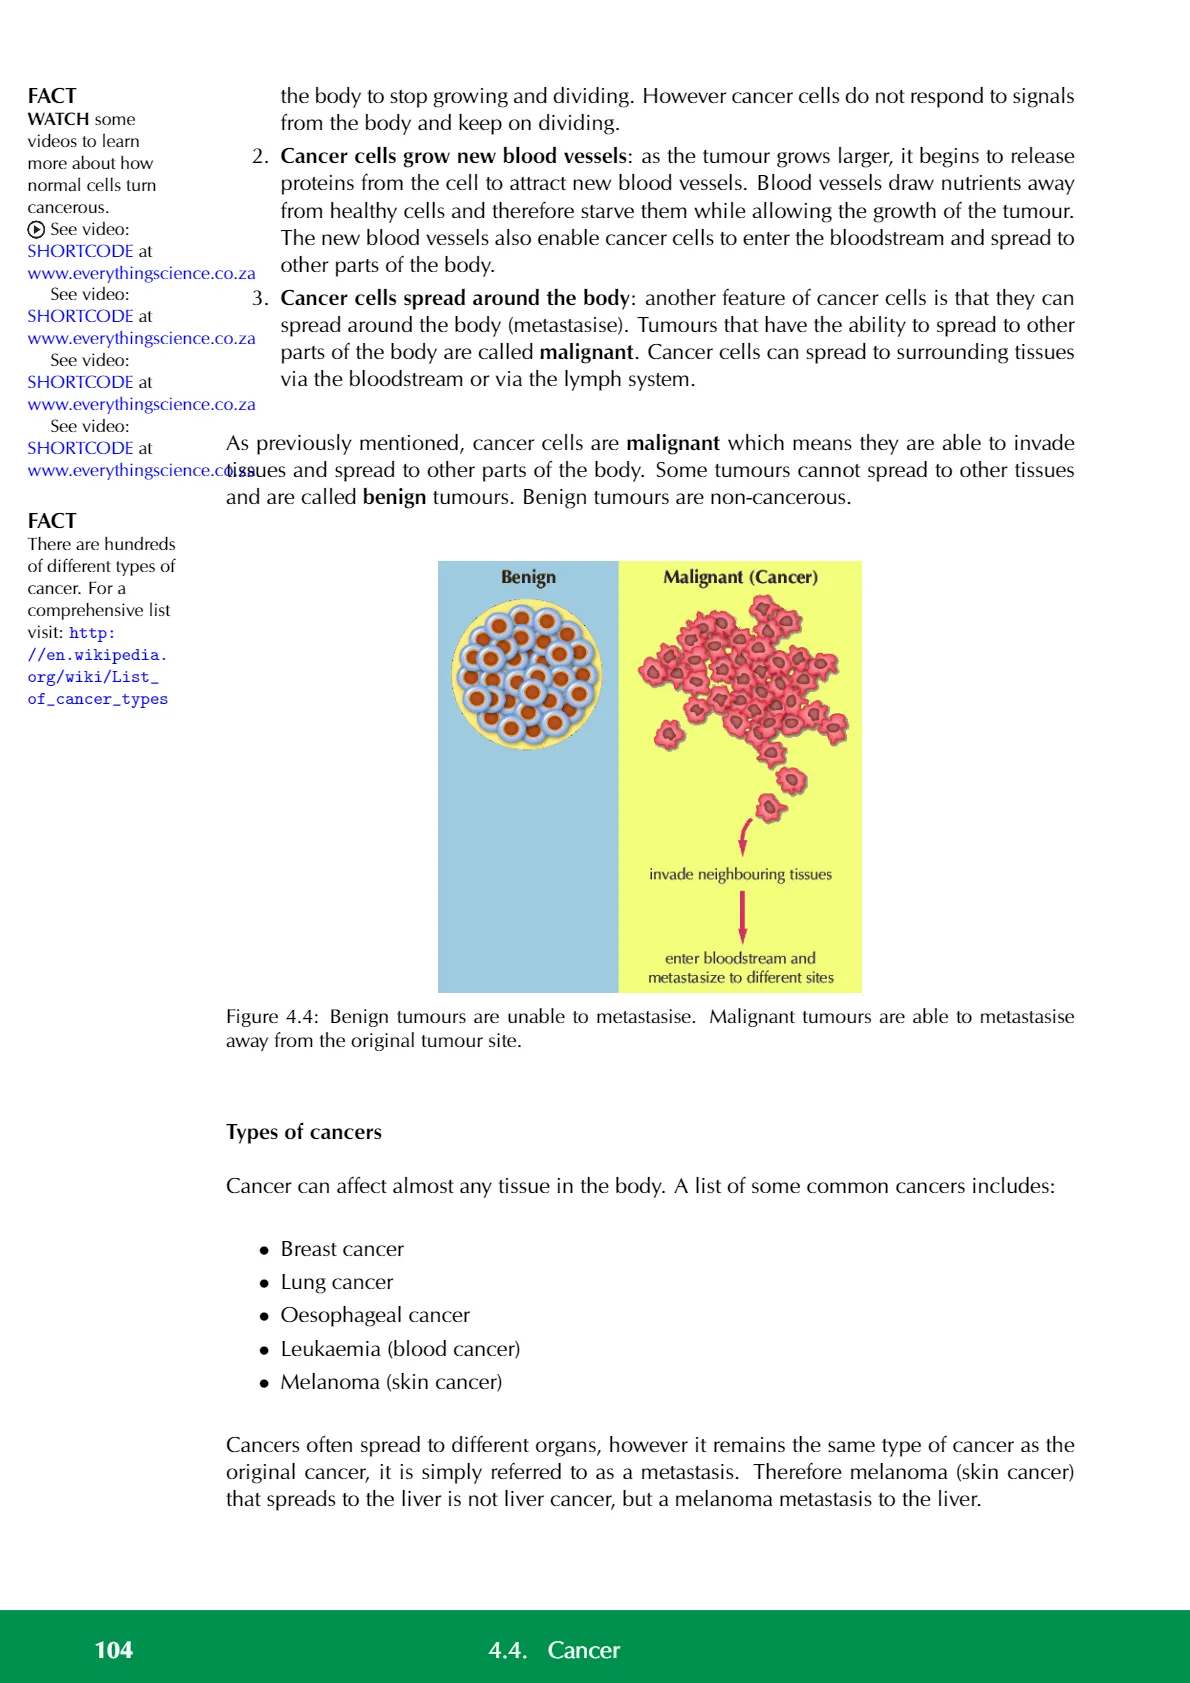 FACT
WATCH some
videos to learn
more about how
normal cells turn
cancerous.
See video:
SHORTCODE at
www.everythingscience.co.za
See video:
SHORTCODE at
www.everythingscience.co.za
See video:
SHORTCODE at
www.everythingscience.co.za
See video:
SHORTCODE at
www.everythingscience.co.za
FACT
There are hundreds
of different types of
cancer. For a
comprehensive list
visit: http:
//en.wikipedia.
org/wiki/List_
of_cancer_types
the body to stop growing and dividing. However cancer cells do not respond to signals
from the body and keep on dividing.
2. Cancer cells grow new blood vessels: as the tumour grows larger, it begins to release
proteins from the cell to attract new blood vessels. Blood vessels draw nutrients away
from healthy cells and therefore starve them while allowing the growth of the tumour.
The new blood vessels also enable cancer cells to enter the bloodstream and spread to
other parts of the body.
3. Cancer cells spread around the body: another feature of cancer cells is that they can
spread around the body (metastasise). Tumours that have the ability to spread to other
parts of the body are called malignant. Cancer cells can spread to surrounding tissues
via the bloodstream or via the lymph system.
As previously mentioned, cancer cells are malignant which means they are able to invade
tissues and spread to other parts of the body. Some tumours cannot spread to other tissues
and are called benign tumours. Benign tumours are non-cancerous.
Benign
Malignant (Cancer)
invade neighbouring tissues
enter bloodstream and
metastasize to different sites
Figure 4.4: Benign tumours are unable to metastasise. Malignant tumours are able to metastasise
away from the original tumour site.
Types of cancers
Cancer can affect almost any tissue in the body. A list of some common cancers includes:
• Breast cancer
• Lung cancer
• Oesophageal cancer
• Leukaemia (blood cancer)
• Melanoma (skin cancer)
Cancers often spread to different organs, however it remains the same type of cancer as the
original cancer, it is simply referred to as a metastasis. Therefore melanoma (skin cancer)
that spreads to the liver is not liver cancer, but a melanoma metastasis to the liver.
104
4.4. Cancer